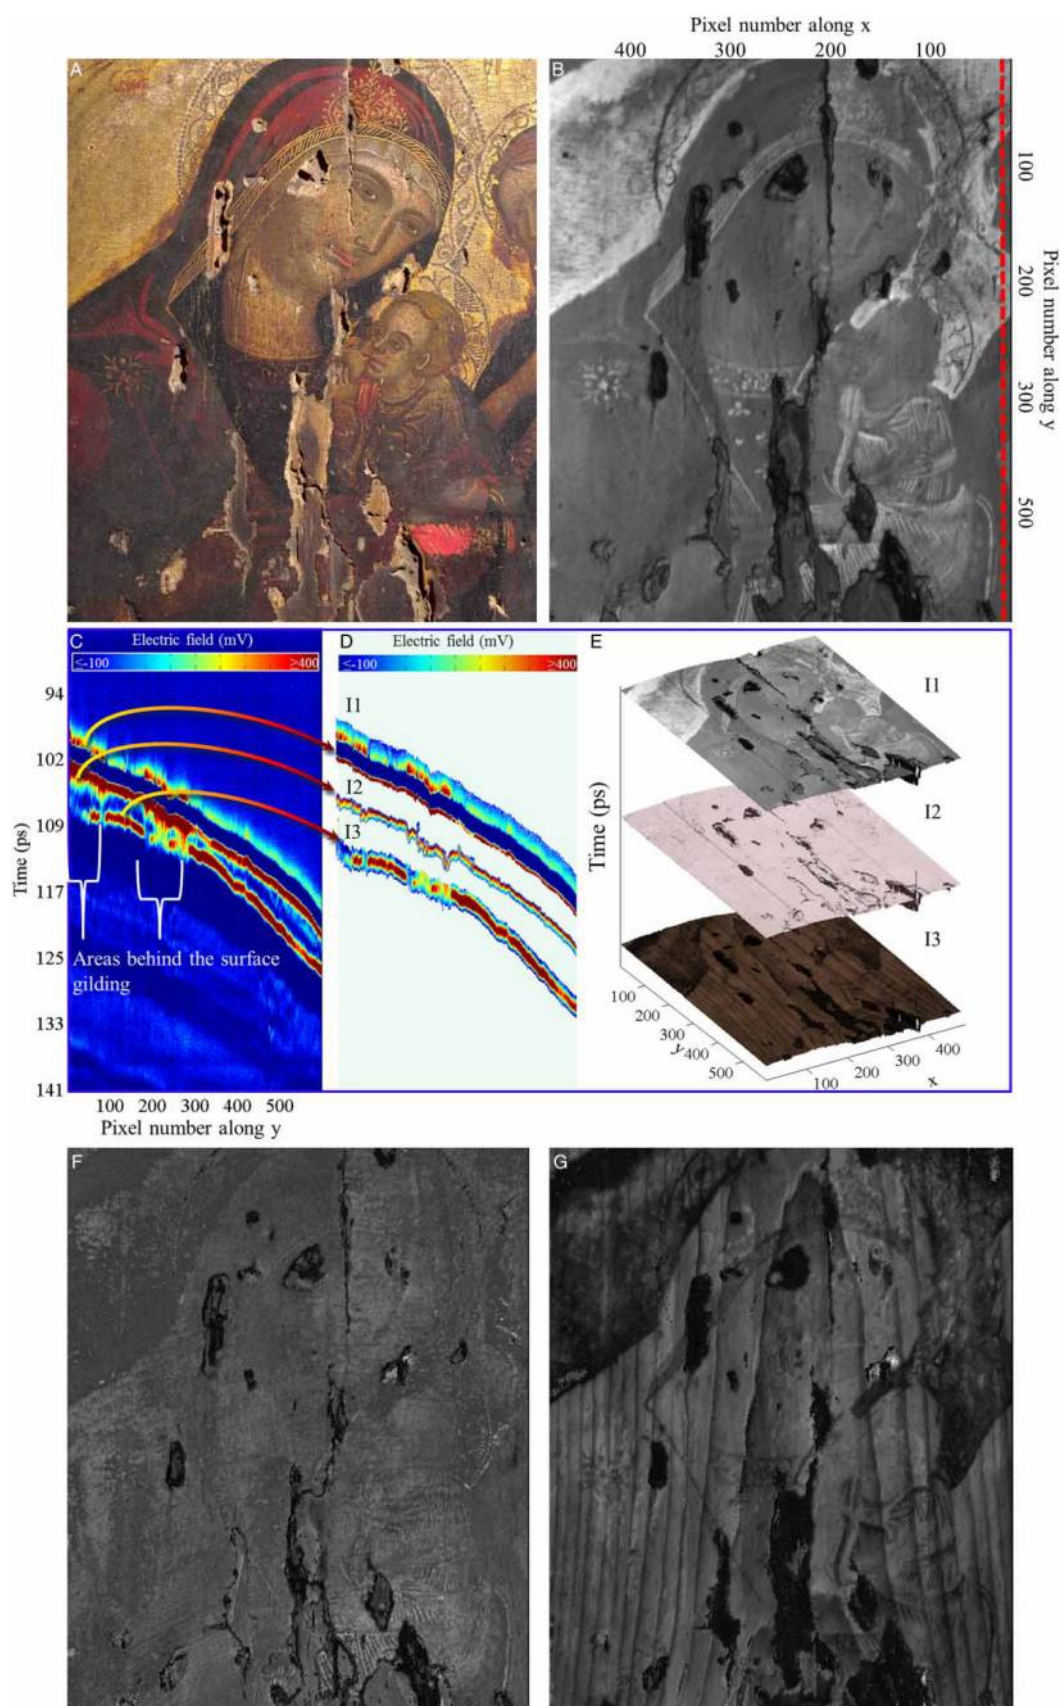 Pixel number along x
400 300 200 100
A
B
100
200
300
500
Pixel number along y
C
Electric field (mV)
≤-100 >400
D
Electric field (mV)
≤-100 >400
E
94
102
109
117
125
133
141
Time (ps)
Areas behind the surface
gilding
100 200 300 400 500
Pixel number along y
I1
I2
I3
Time (ps)
I1
I2
I3
100
200
300
400
500
y
100
200
300
400
x
F
G